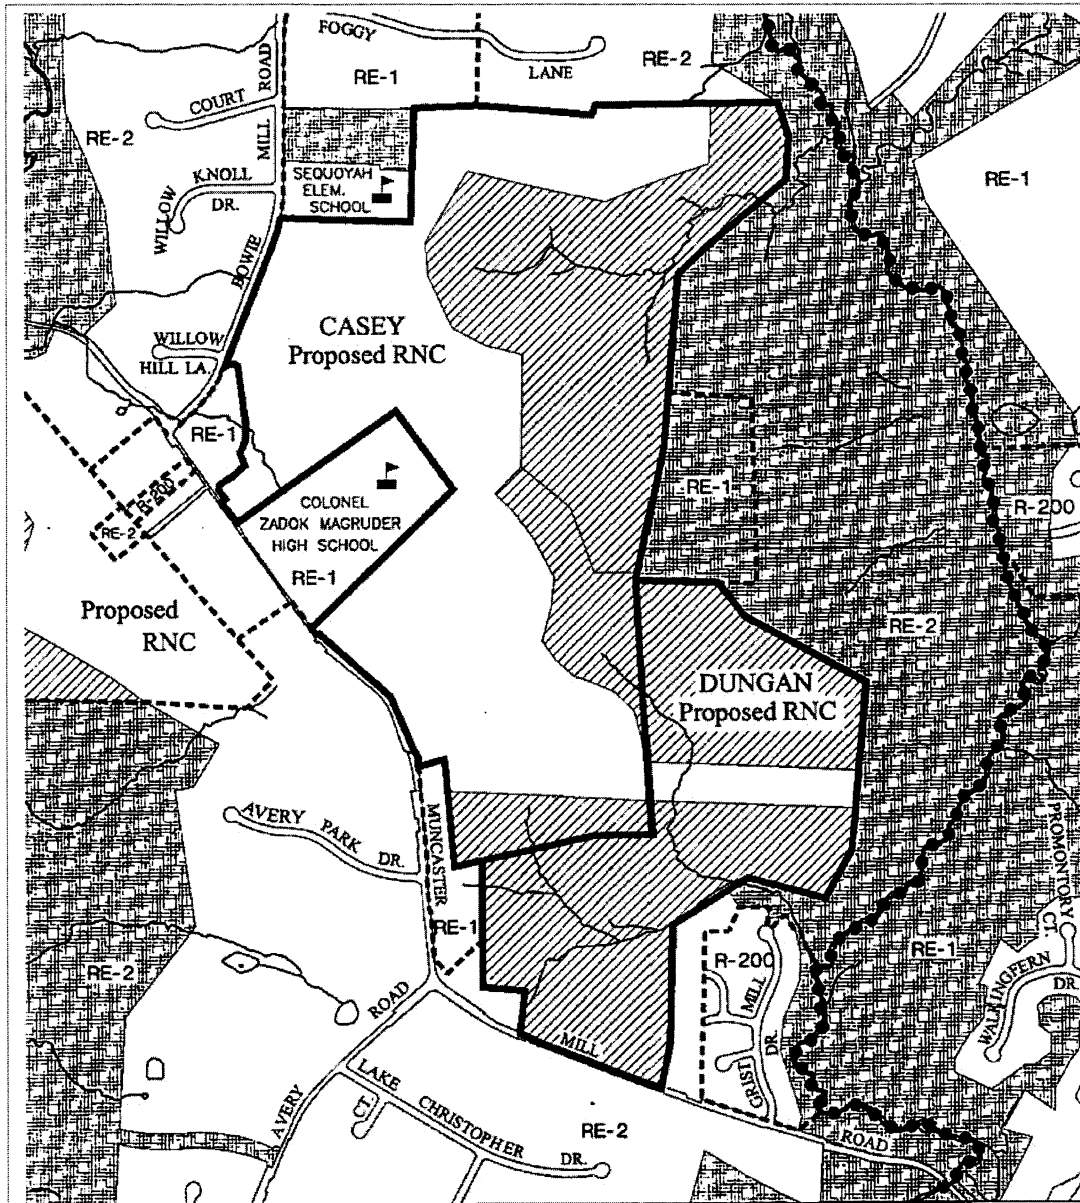 FOGGY
LANE
RE-1
RE-2
ROAD
COURT
MILL
RE-2
KNOLL
DR.
WILLOW
SEQUOYAH
ELEM.
SCHOOL
RE-1
BOWIE
CASEY
Proposed RNC
WILLOW
HILL LA.
RE-1
RE-1
R-200
R-200
RE-2
COLONEL
ZADOK MAGRUDER
HIGH SCHOOL
RE-1
Proposed
RNC
RE-2
DUNGAN
Proposed RNC
AVERY PARK DR.
MUNCASTER
PROMONTORY
CT.
RE-1
RE-2
R-200
RE-1
WALKINGFERN
DR.
ROAD
AVERY
MILL
GRIST
MILL
DR.
LAKE
CHRISTOPHER
DR.
CT.
RE-2
ROAD